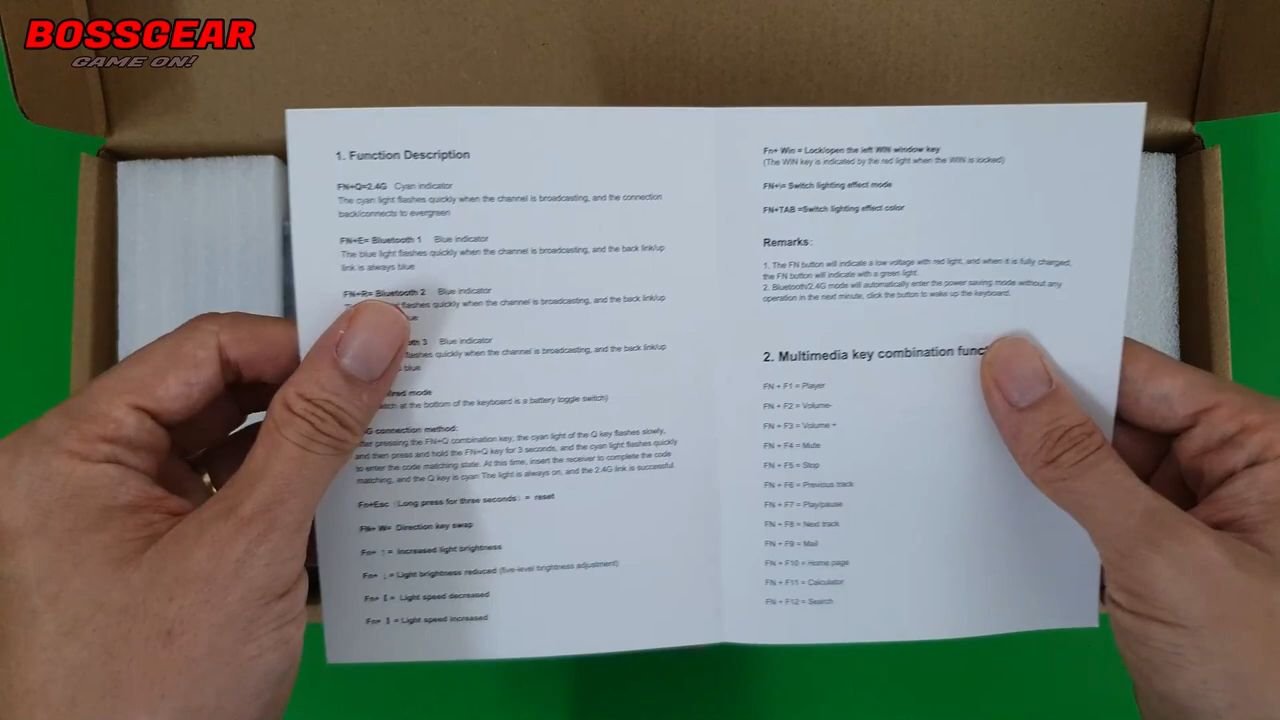 BOSSGEAR
GAME ON!
1. Function Description
FN+Q=2.4G Cyan indicator
The cyan light flashes quickly when the channel is broadcasting, and the connection
back/connects to evergreen
FN+E= Bluetooth 1 Blue indicator
The blue light flashes quickly when the channel is broadcasting, and the back link/up
link is always blue
FN+R= Bluetooth 2 Blue indicator
flashes quickly when the channel is broadcasting, and the back link/up
3 Blue indicator
flashes quickly when the channel is broadcasting, and the back link/up
blue
mode
at the bottom of the keyboard is a battery toggle switch)
connection method:
pressing the FN+Q combination key, the cyan light of the Q key flashes slowly,
and then press and hold the FN+Q key for 3 seconds, and the cyan light flashes quickly
to enter the code matching state. At this time, insert the receiver to complete the code
matching, and the Q key is cyan The light is always on, and the 2.4G link is successful.
Fn+Esc (Long press for three seconds) = reset
FN+ W= Direction key swap
Fn+ ↑ = Increased light brightness
Fn+ ↓ = Light brightness reduced (five-level brightness adjustment)
Fn+ = Light speed decreased
Fn+ = Light speed increased
Fn+ Win = Lock/open the left WIN window key
(The WIN key is indicated by the red light when the WIN is locked)
FN+\= Switch lighting effect mode
FN+TAB =Switch lighting effect color
Remarks:
1. The FN button will indicate a low voltage with red light, and when it is fully charged,
the FN button will indicate with a green light.
2. Bluetooth/2.4G mode will automatically enter the power saving mode without any
operation in the next minute, click the button to wake up the keyboard.
2. Multimedia key combination
FN + F1 = Player
FN + F2 = Volume-
FN + F3 = Volume +
FN + F4 = Mute
FN + F5 = Stop
FN + F6 = Previous track
FN + F7 = Play/pause
FN + F8 = Next track
FN + F9 = Mail
FN + F10 = Home page
FN + F11 = Calculator
FN + F12 = Search